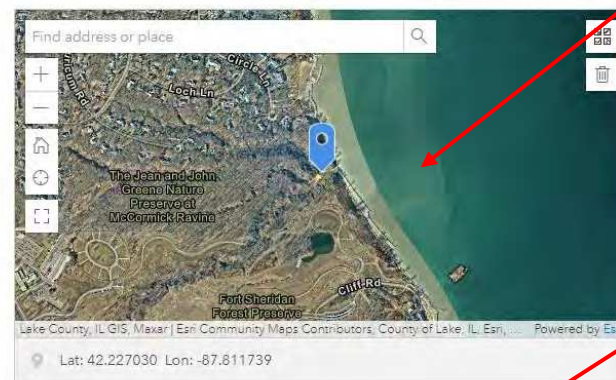 Find address or place
Circle Ln
Loch Ln
The Jean and John
Greene Nature
Preserve at
McCormick Ravine
Cliff Rd
Fort Sheridan
Forest Preserve
Lake County, IL GIS, Maxar | Esri Community Maps Contributors, County of Lake, IL, Esri, ... Powered by Es
Lat: 42.227030 Lon: -87.811739